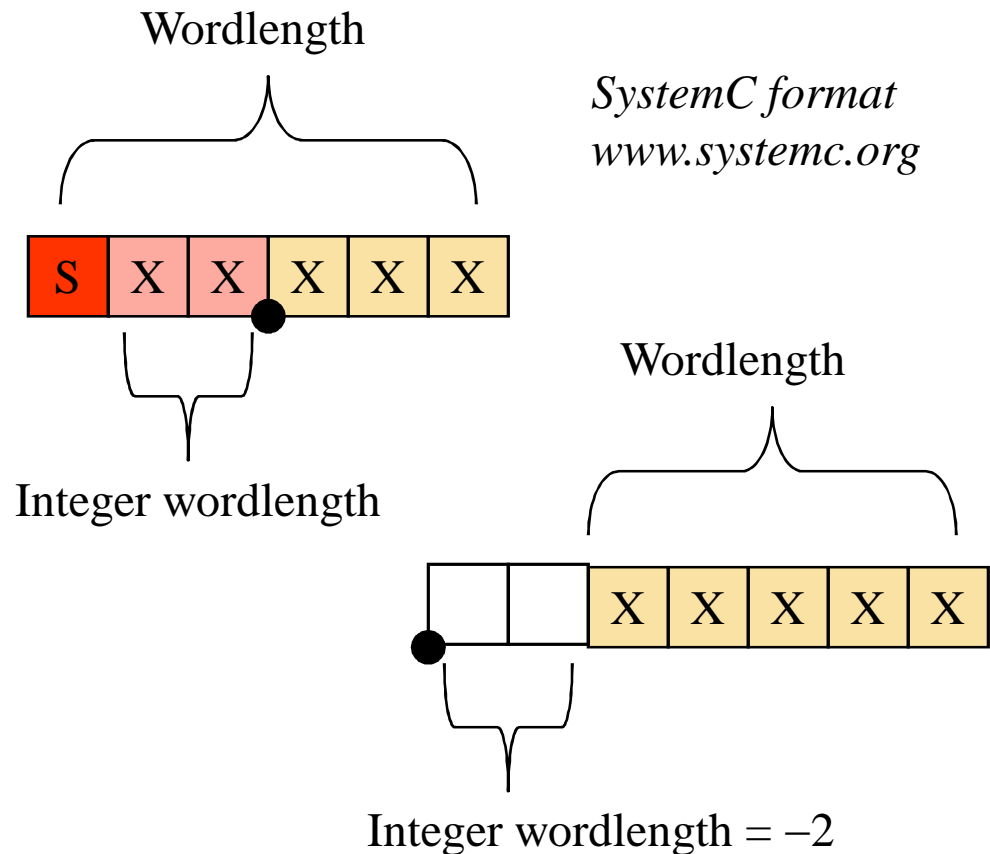 Wordlength
SystemC format
www.systemc.org
S X X X X X
Wordlength
Integer wordlength
X X X X X
Integer wordlength = −2